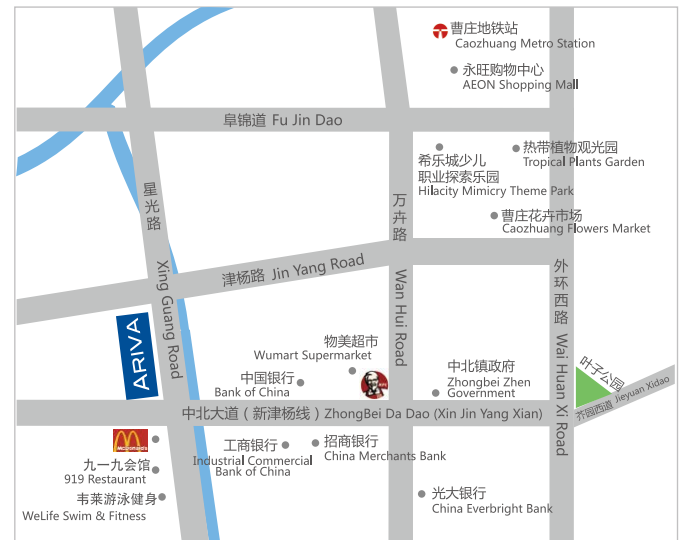 曹庄地铁站
Caozhuang Metro Station
永旺购物中心
AEON Shopping Mall
阜锦道 Fu Jin Dao
希乐城少儿
职业探索乐园
Hilacity Mimicry Theme Park
热带植物观光园
Tropical Plants Garden
曹庄花卉市场
Caozhuang Flowers Market
星光路 Xing Guang Road
万卉路 Wan Hui Road
外环西路 Wai Huan Xi Road
津杨路 Jin Yang Road
ARIVA
物美超市
Wumart Supermarket
中国银行
Bank of China
KFC
中北镇政府
Zhongbei Zhen
Government
叶子公园
芥园西道 Jieyuan Xidao
中北大道（新津杨线）ZhongBei Da Dao (Xin Jin Yang Xian)
McDonald's
九一九会馆
919 Restaurant
韦莱游泳健身
WeLife Swim & Fitness
工商银行
Industrial Commercial
Bank of China
招商银行
China Merchants Bank
光大银行
China Everbright Bank